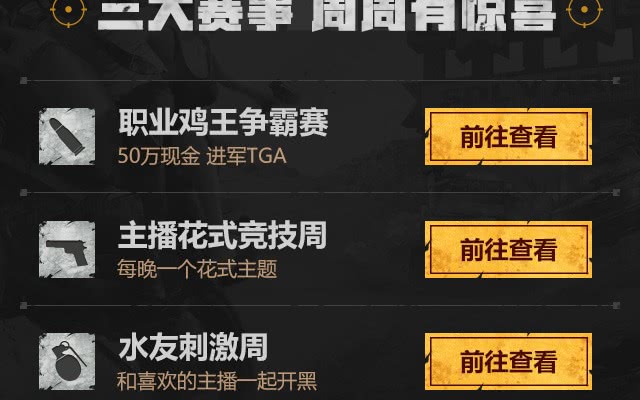 三大赛事 周周有惊喜
职业鸡王争霸赛
50万现金 进军TGA
前往查看
主播花式竞技周
每晚一个花式主题
前往查看
水友刺激周
和喜欢的主播一起开黑
前往查看